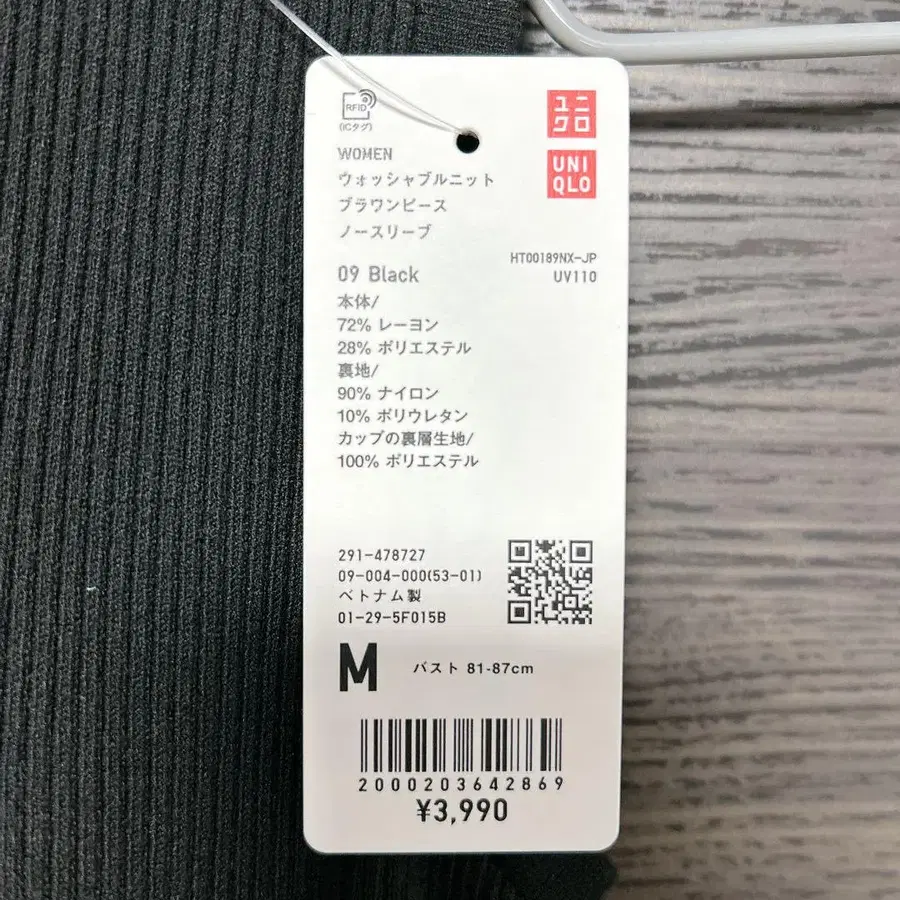 RFID
(ICタグ)
ユニ
クロ
UNI
QLO
WOMEN
ウォッシャブルニット
ブラワンピース
ノースリーブ
HT00189NX-JP
UV110
09 Black
本体/
72% レーヨン
28% ポリエステル
裏地/
90% ナイロン
10% ポリウレタン
カップの裏層生地/
100% ポリエステル
291-478727
09-004-000(53-01)
ベトナム製
01-29-5F015B
M バスト 81-87cm
2000203642869
¥3,990